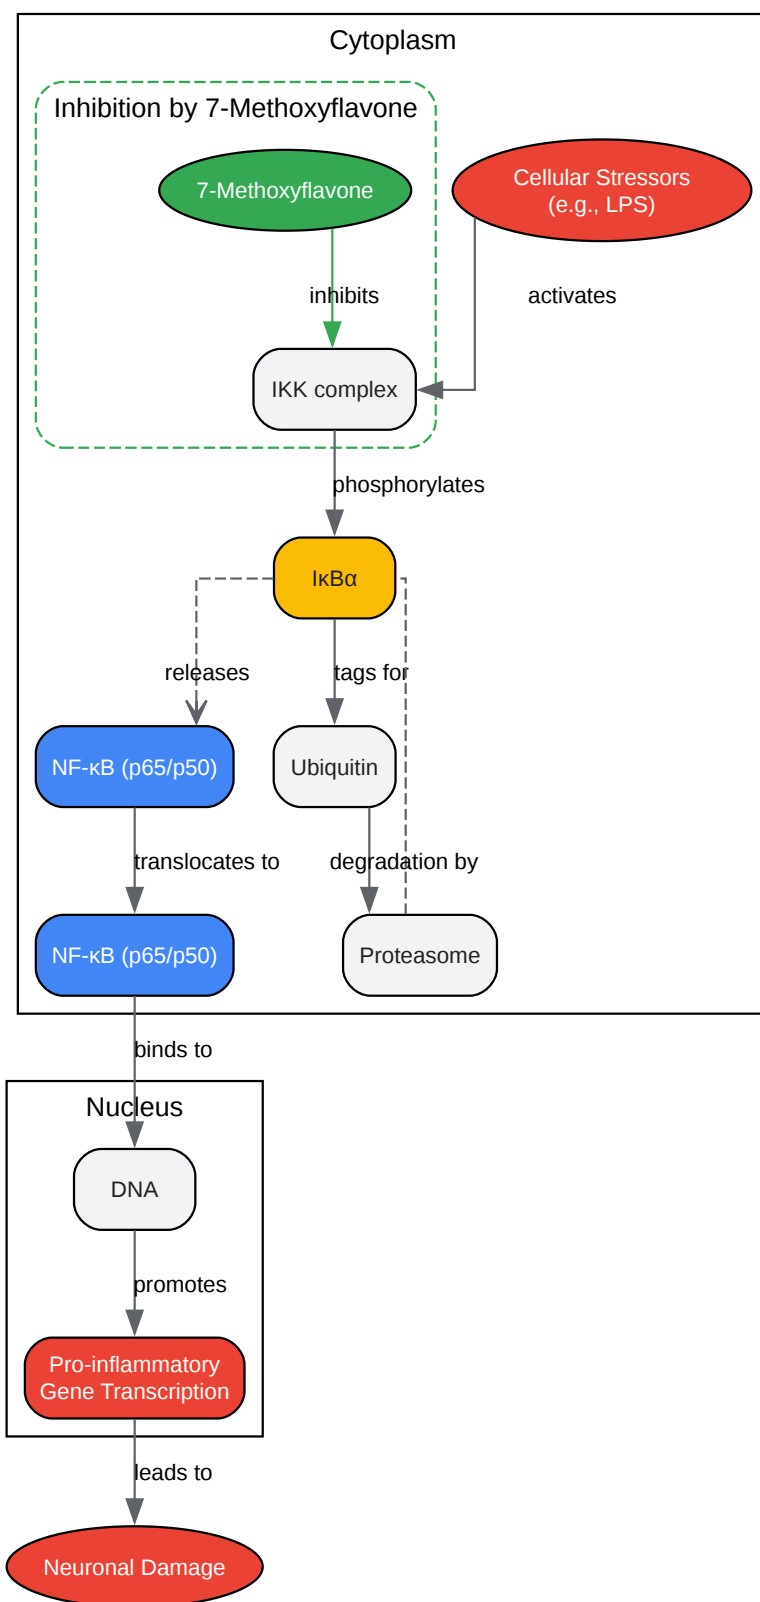 Cytoplasm
Inhibition by 7-Methoxyflavone
7-Methoxyflavone
Cellular Stressors
(e.g., LPS)
inhibits
activates
IKK complex
phosphorylates
IκBα
releases
tags for
NF-κB (p65/p50)
Ubiquitin
translocates to
degradation by
NF-κB (p65/p50)
Proteasome
binds to
Nucleus
DNA
promotes
Pro-inflammatory
Gene Transcription
leads to
Neuronal Damage